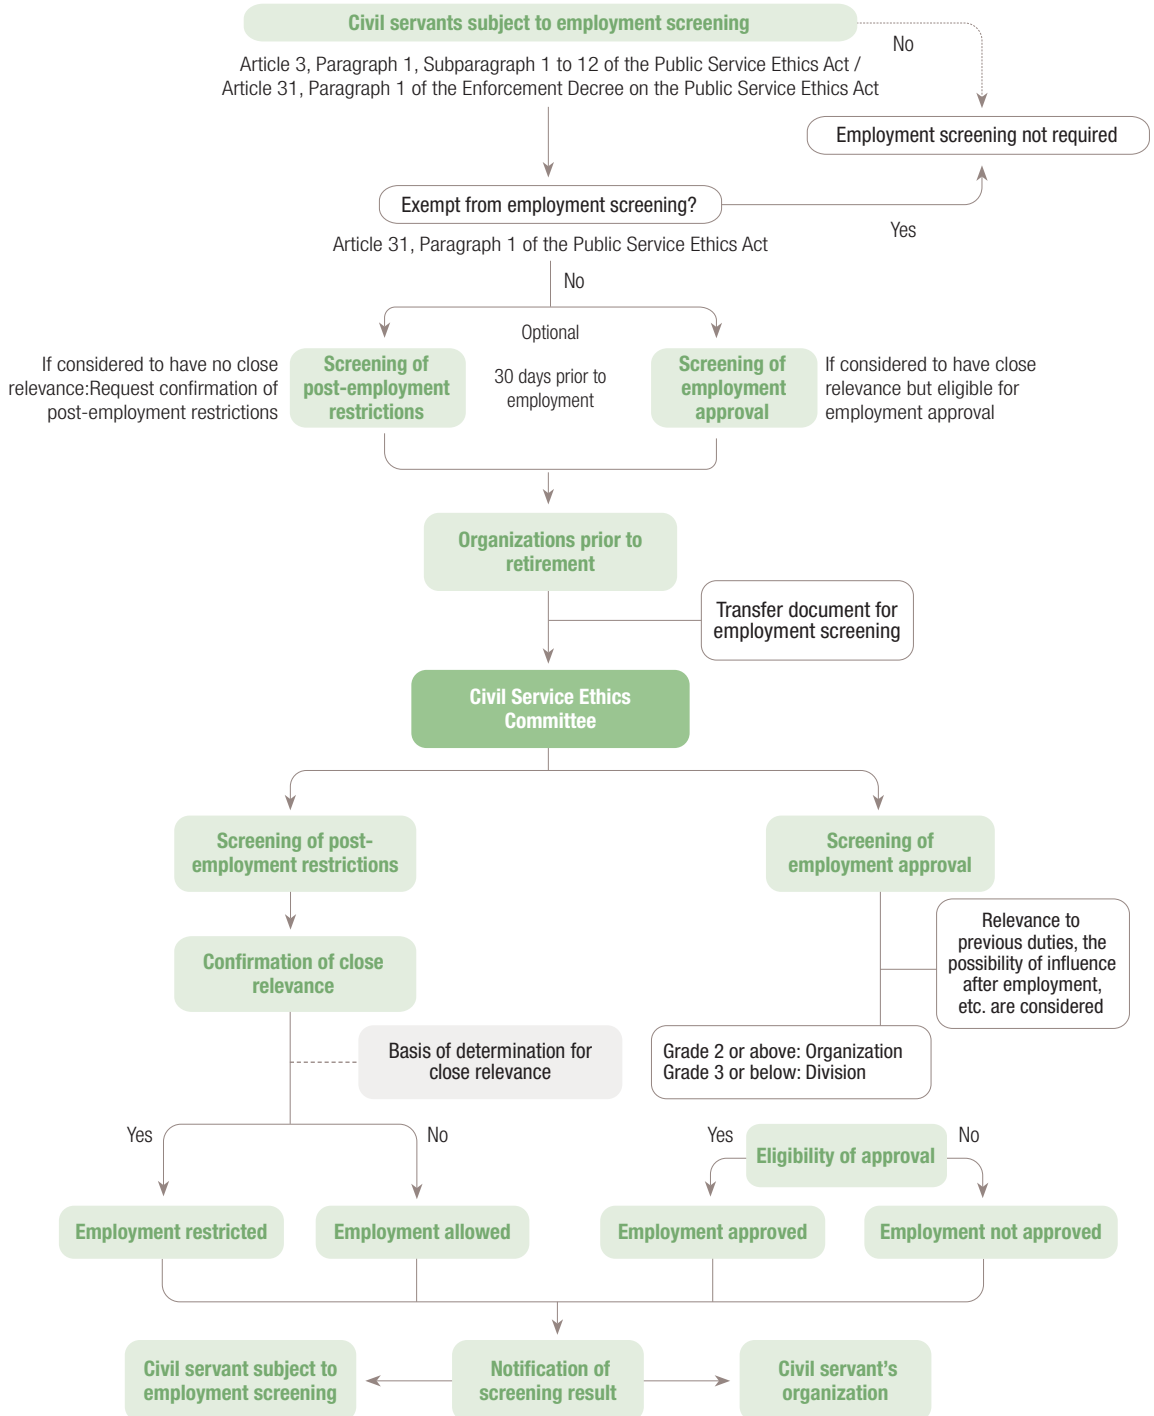 Civil servants subject to employment screening
No
Article 3, Paragraph 1, Subparagraph 1 to 12 of the Public Service Ethics Act /
Article 31, Paragraph 1 of the Enforcement Decree on the Public Service Ethics Act
Employment screening not required
Exempt from employment screening?
Yes
Article 31, Paragraph 1 of the Public Service Ethics Act
No
If considered to have no close
relevance:Request confirmation of
post-employment restrictions
Screening of
post-employment
restrictions
Optional
30 days prior to
employment
Screening of
employment
approval
If considered to have close
relevance but eligible for
employment approval
Organizations prior to
retirement
Transfer document for
employment screening
Civil Service Ethics
Committee
Screening of post-
employment restrictions
Screening of
employment approval
Relevance to
previous duties, the
possibility of influence
after employment,
etc. are considered
Confirmation of close
relevance
Basis of determination for
close relevance
Grade 2 or above: Organization
Grade 3 or below: Division
Yes
No
Yes
Eligibility of approval
No
Employment restricted
Employment allowed
Employment approved
Employment not approved
Civil servant subject to
employment screening
Notification of
screening result
Civil servant's
organization